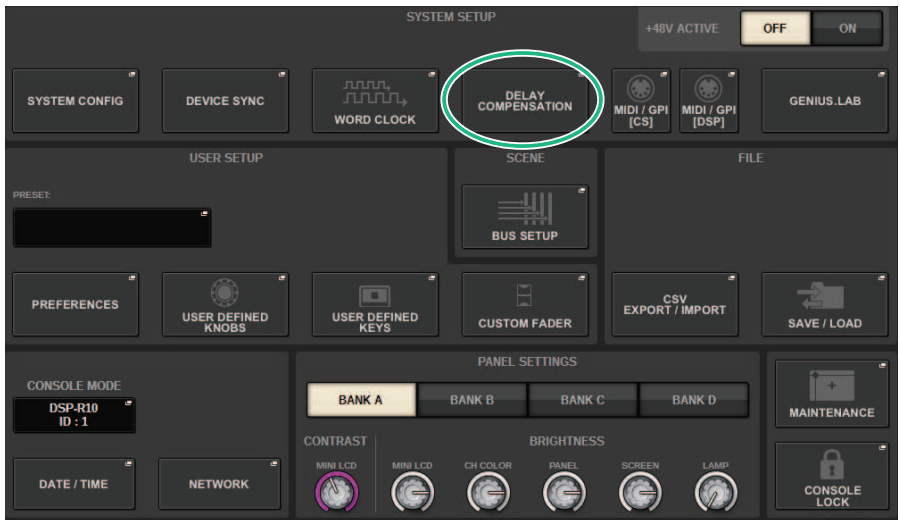 SYSTEM SETUP
+48V ACTIVE
OFF
ON
SYSTEM CONFIG
DEVICE SYNC
WORD CLOCK
DELAY
COMPENSATION
MIDI / GPI
[CS]
MIDI / GPI
[DSP]
GENIUS.LAB
USER SETUP
SCENE
FILE
PRESET:
BUS SETUP
PREFERENCES
USER DEFINED
KNOBS
USER DEFINED
KEYS
CUSTOM FADER
CSV
EXPORT / IMPORT
SAVE / LOAD
CONSOLE MODE
DSP-R10
ID : 1
DATE / TIME
NETWORK
PANEL SETTINGS
BANK A
BANK B
BANK C
BANK D
CONTRAST
BRIGHTNESS
MINI LCD
MINI LCD
CH COLOR
PANEL
SCREEN
LAMP
MAINTENANCE
CONSOLE
LOCK